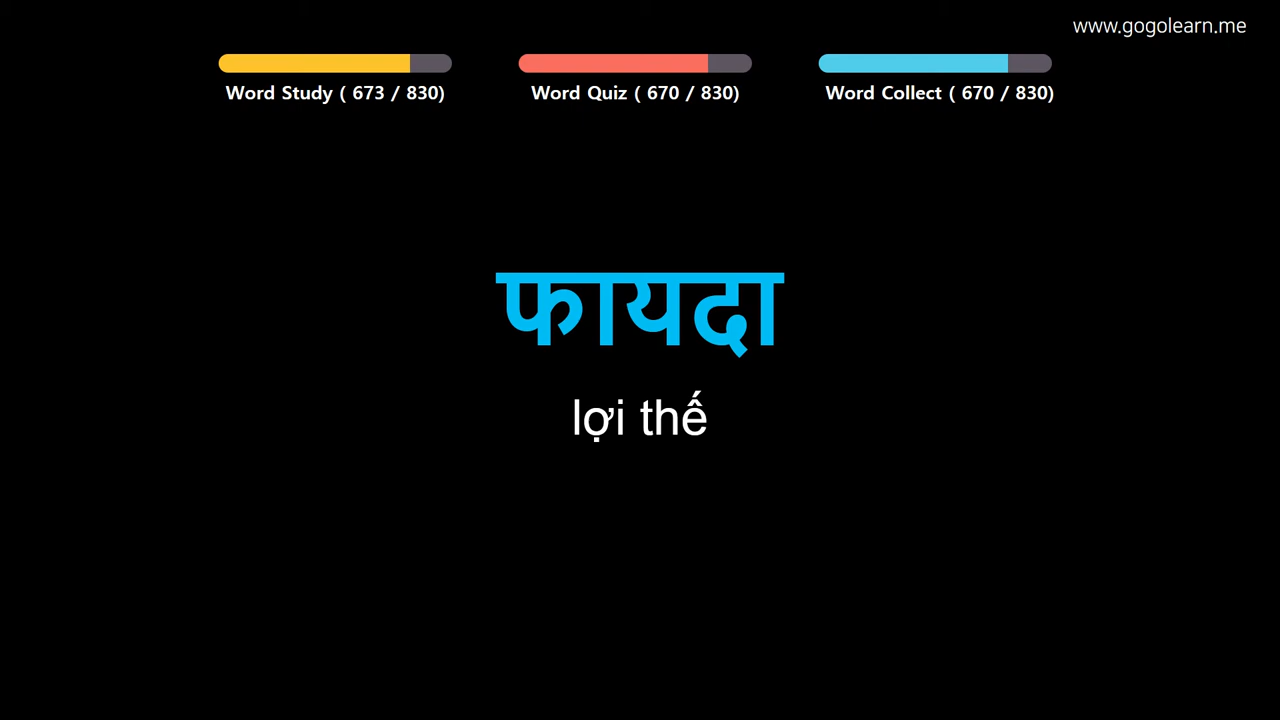 www.gogolearn.me
Word Study ( 673 / 830)
Word Quiz ( 670 / 830)
Word Collect ( 670 / 830)
फायदा
lợi thế